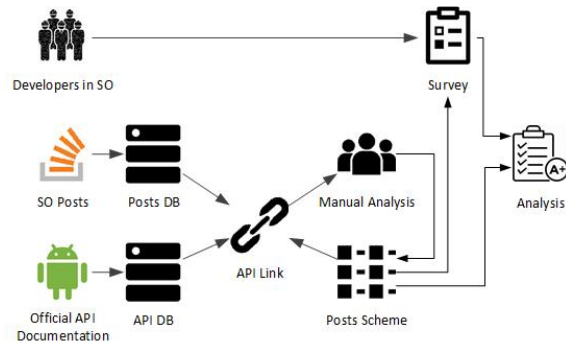 Developers in SO
Survey
A+
SO Posts
Posts DB
Manual Analysis
Analysis
API Link
Official API
Documentation
API DB
Posts Scheme